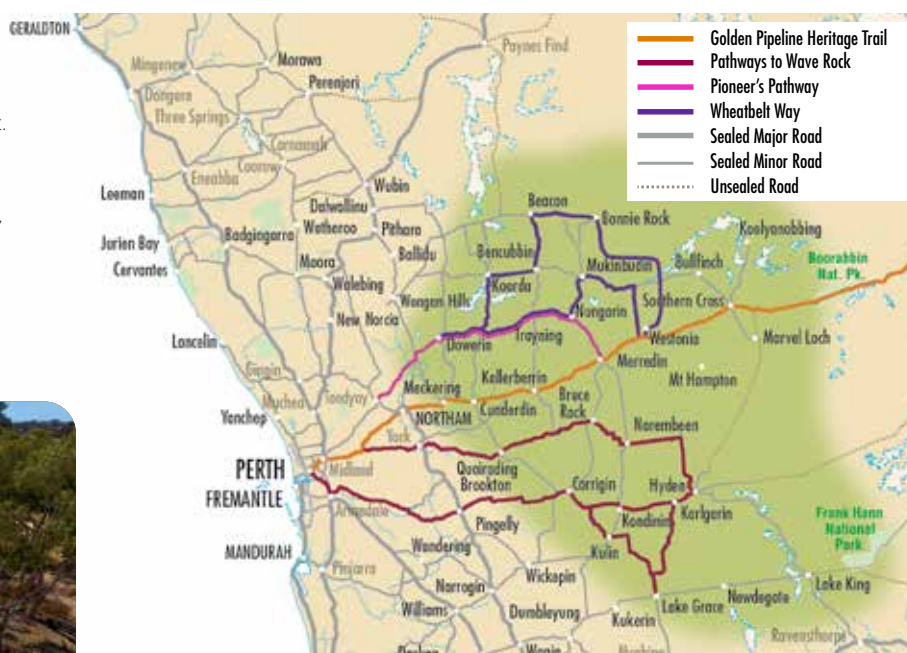 GERALDTON
Paynes Find
Mingenew
Morawa
Perenjori
Dongara
Three Springs
Carnamah
Coorow
Eneabba
Leeman
Wubin
Dalwallinu
Watheroo
Pithara
Badgingarra
Ballidu
Jurien Bay
Cervantes
Moora
Walebing
Wongan Hills
New Norcia
Lancelin
Gingin
Muchea
Toodyay
Yanchep
Golden Pipeline Heritage Trail
Pathways to Wave Rock
Pioneer's Pathway
Wheatbelt Way
Sealed Major Road
Sealed Minor Road
Unsealed Road
Beacon
Bonnie Rock
Koolyanobbing
Bencubbin
Mukinbudin
Bullfinch
Boorabbin
Nat. Pk.
Koorda
Southern Cross
Nungarin
Westonia
Dowerin
Trayning
Marvel Loch
Merredin
Meckering
Kellerberrin
Mt Hampton
NORTHAM
Cunderdin
Bruce
Rock
Narembeen
York
PERTH
Midland
Quairading
Brookton
FREMANTLE
Corrigin
Hyden
Karlgarin
Armadale
Kondinin
Frank Hann
National
Park
Pingelly
MANDURAH
Wandering
Kulin
Pinjarra
Wickepin
Narrogin
Lake King
Newdegate
Lake Grace
Williams
Dumbleyung
Kukerin
Ravensthorpe
Wagin